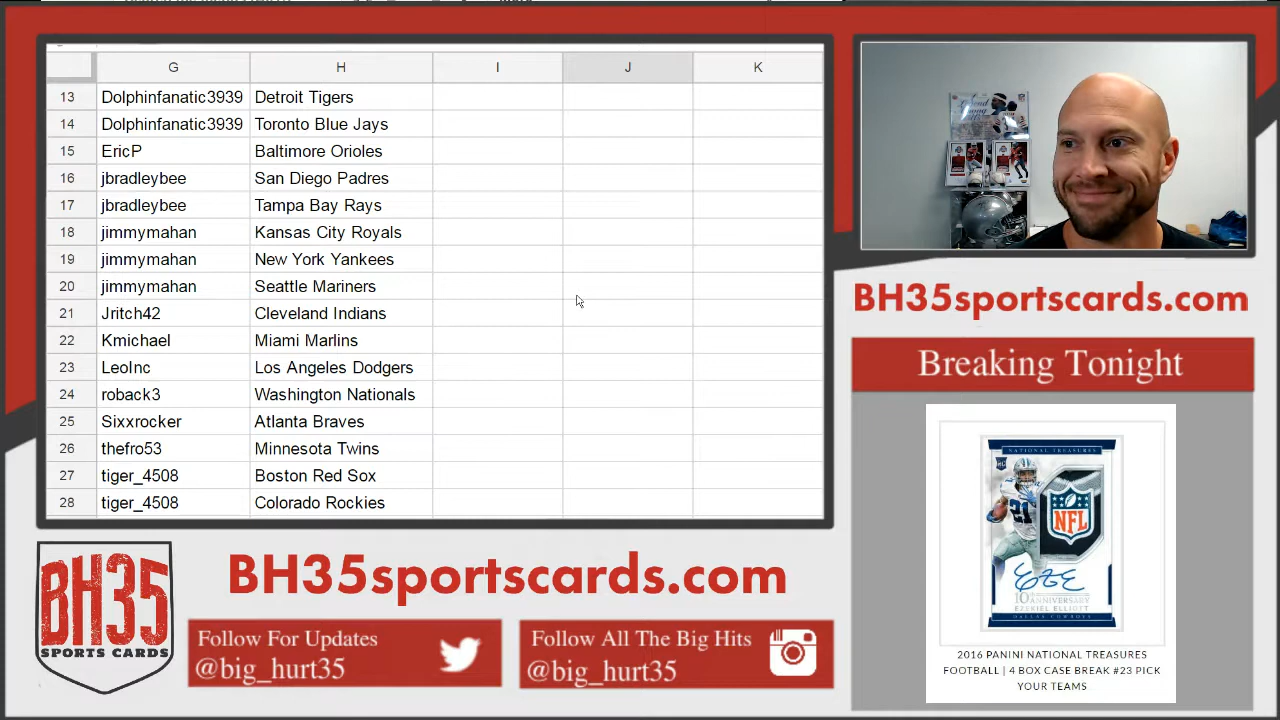 G H I J K
13 Dolphinfanatic3939 Detroit Tigers
14 Dolphinfanatic3939 Toronto Blue Jays
15 EricP Baltimore Orioles
16 jbradleybee San Diego Padres
17 jbradleybee Tampa Bay Rays
18 jimmymahan Kansas City Royals
19 jimmymahan New York Yankees
20 jimmymahan Seattle Mariners
21 Jritch42 Cleveland Indians
22 Kmichael Miami Marlins
23 LeoInc Los Angeles Dodgers
24 roback3 Washington Nationals
25 Sixxrocker Atlanta Braves
26 thefro53 Minnesota Twins
27 tiger_4508 Boston Red Sox
28 tiger_4508 Colorado Rockies
BH35sportscards.com
Breaking Tonight
NATIONAL TREASURES
21
NFL
10TH ANNIVERSARY
EZEKIEL ELLIOTT
DALLAS COWBOYS
2016 PANINI NATIONAL TREASURES
FOOTBALL | 4 BOX CASE BREAK #23 PICK
YOUR TEAMS
BH35
SPORTS CARDS
BH35sportscards.com
Follow For Updates
@big_hurt35
Follow All The Big Hits
@big_hurt35